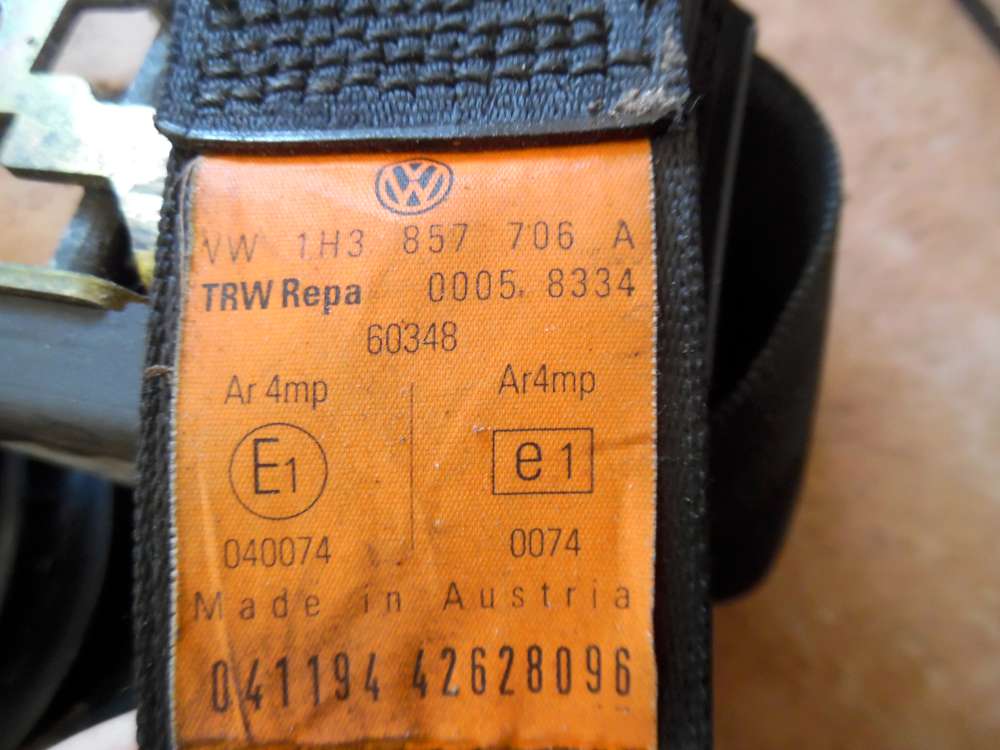 VW
VW 1H3 857 706 A
TRW Repa 0005. 8334
60348
Ar 4mp Ar4mp
E1 e1
040074 0074
Made in Austria
041194 42628096